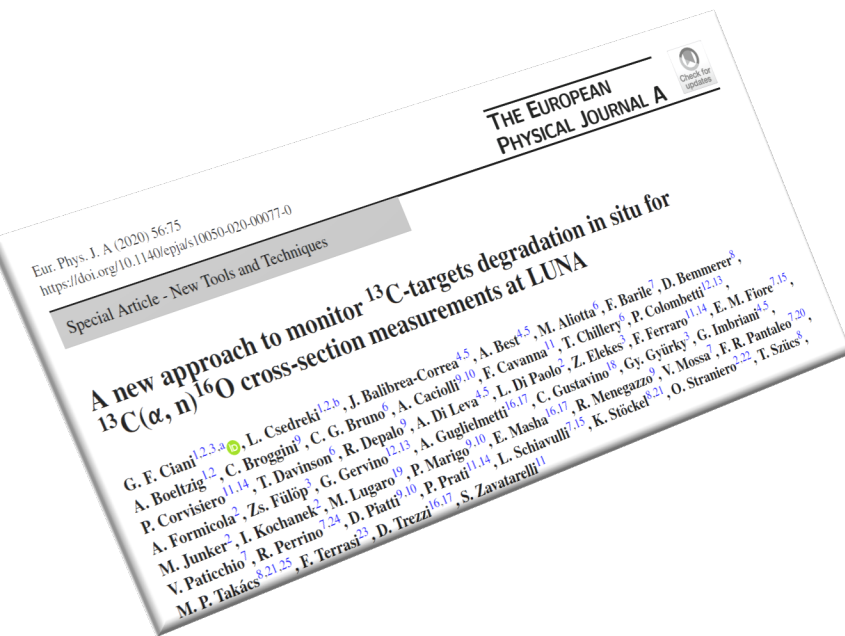 THE EUROPEAN
PHYSICAL JOURNAL A
Check for
updates
Eur. Phys. J. A (2020) 56:75
https://doi.org/10.1140/epja/s10050-020-00077-0
Special Article - New Tools and Techniques
A new approach to monitor ¹³C-targets degradation in situ for
¹³C(α, n)¹⁶O cross-section measurements at LUNA
G. F. Ciani¹,²,³,ᵃ, L. Csedreki¹,²,ᵇ, J. Balibrea-Correa⁴,⁵, A. Best⁴,⁵, M. Aliotta⁶, F. Barile⁷, D. Bemmerer⁸,
A. Boeltzig¹,², C. Broggini⁹, C. G. Bruno⁶, A. Caciolli⁹,¹⁰, F. Cavanna¹¹, T. Chillery⁶, P. Colombetti¹²,¹³,
P. Corvisiero¹¹,¹⁴, T. Davinson⁶, R. Depalo⁹, A. Di Leva⁴,⁵, L. Di Paolo², Z. Elekes³, F. Ferraro¹¹,¹⁴, E. M. Fiore⁷,¹⁵,
A. Formicola², Zs. Fülöp³, G. Gervino¹²,¹³, A. Guglielmetti¹⁶,¹⁷, C. Gustavino¹⁸, Gy. Gyürky³, G. Imbriani⁴,⁵,
M. Junker², I. Kochanek², M. Lugaro¹⁹, P. Marigo⁹,¹⁰, E. Masha¹⁶,¹⁷, R. Menegazzo⁹, V. Mossa⁷, F. R. Pantaleo⁷,²⁰,
V. Paticchio⁷, R. Perrino⁷,²⁴, D. Piatti⁹,¹⁰, P. Prati¹¹,¹⁴, L. Schiavulli⁷,¹⁵, K. Stöckel⁸,²¹, O. Straniero²,²², T. Szücs⁸,
M. P. Takács⁸,²¹,²⁵, F. Terrasi²³, D. Trezzi¹⁶,¹⁷, S. Zavatarelli¹¹